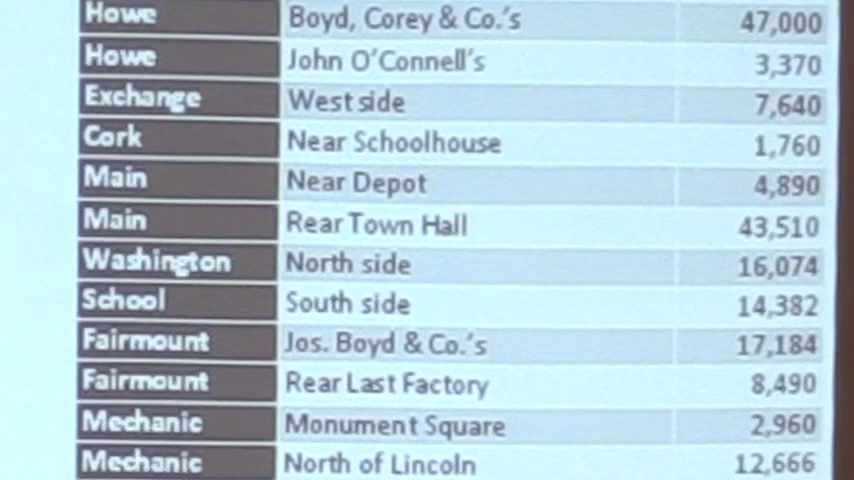 Howe Boyd, Corey & Co.'s 47,000
Howe John O'Connell's 3,370
Exchange West side 7,640
Cork Near Schoolhouse 1,760
Main Near Depot 4,890
Main Rear Town Hall 43,510
Washington North side 16,074
School South side 14,382
Fairmount Jos. Boyd & Co.'s 17,184
Fairmount Rear Last Factory 8,490
Mechanic Monument Square 2,960
Mechanic North of Lincoln 12,666